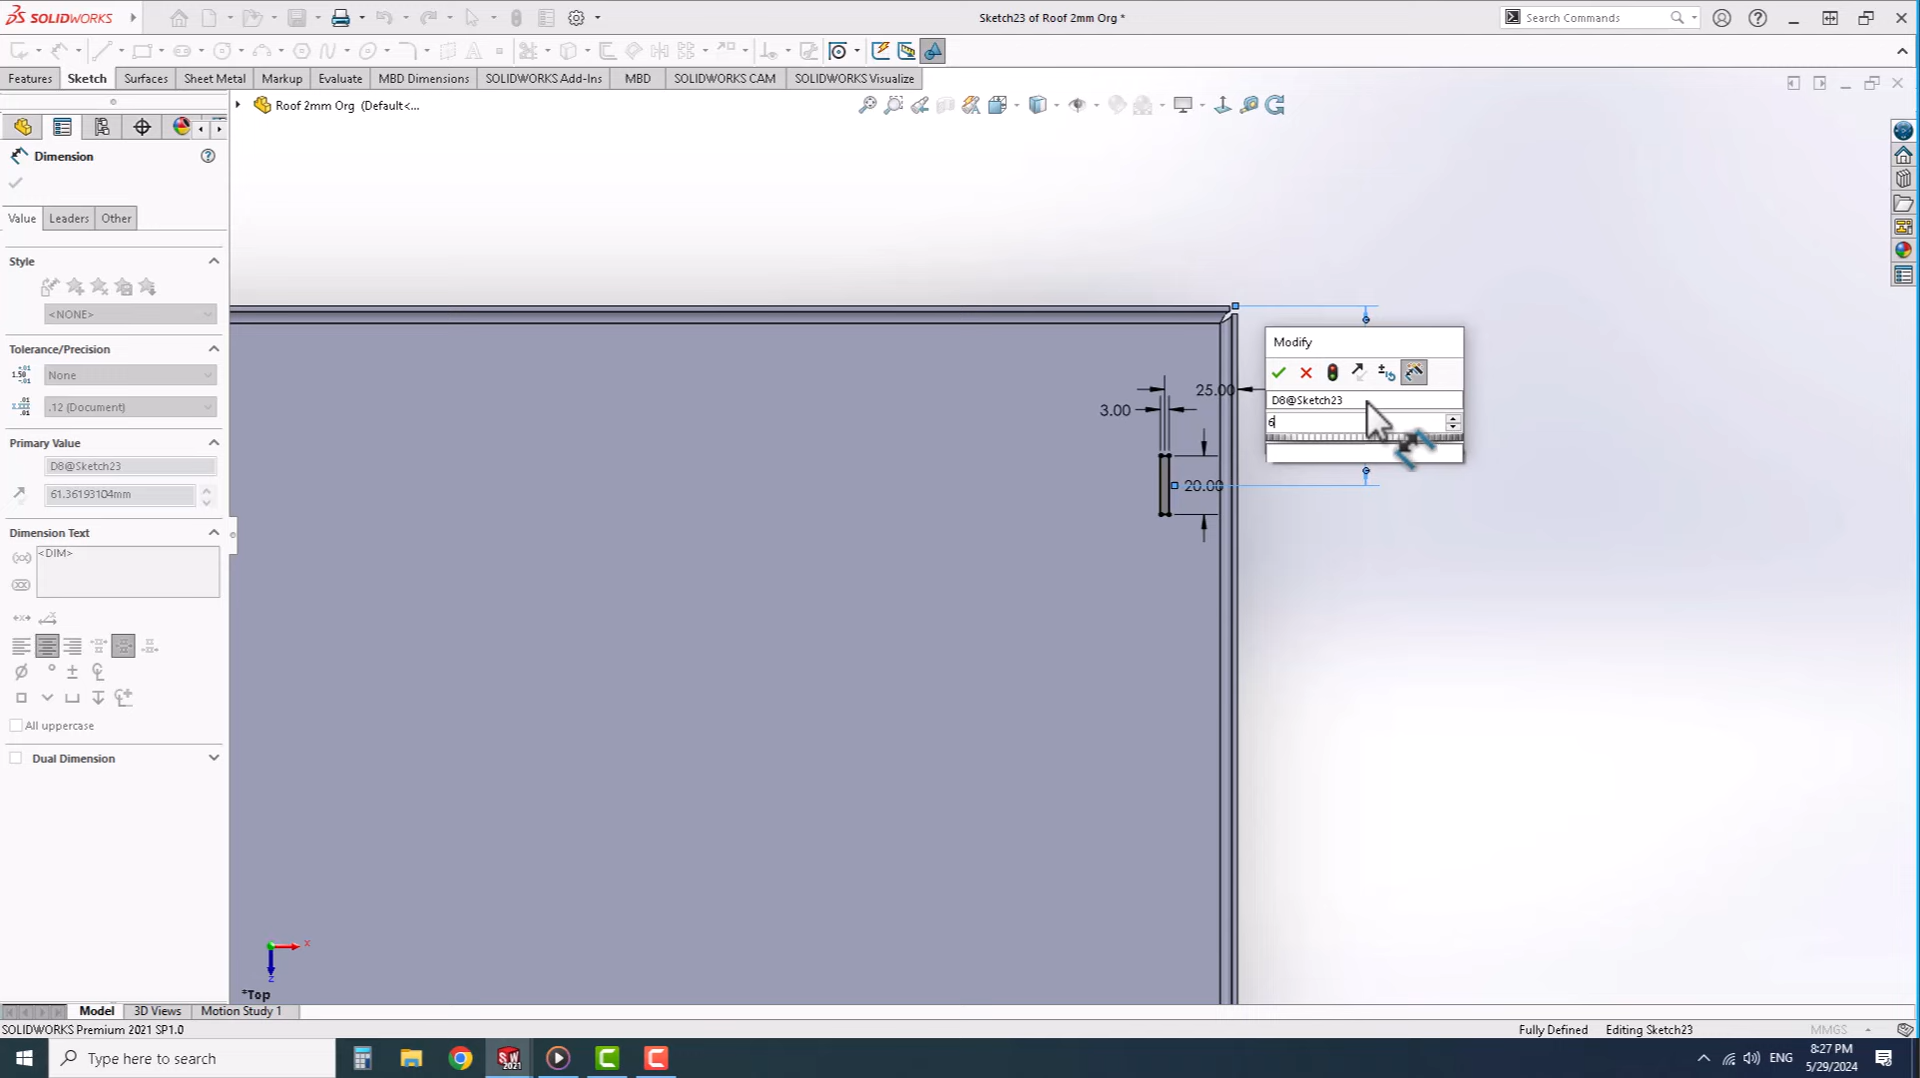 SOLIDWORKS
Sketch23 of Roof 2mm Org *
Search Commands
Features
Sketch
Surfaces
Sheet Metal
Markup
Evaluate
MBD Dimensions
SOLIDWORKS Add-Ins
MBD
SOLIDWORKS CAM
SOLIDWORKS Visualize
Roof 2mm Org (Default<...
Dimension
Value
Leaders
Other
Style
<NONE>
Tolerance/Precision
None
.12 (Document)
Primary Value
D8@Sketch23
61.36193104mm
Dimension Text
<DIM>
All uppercase
Dual Dimension
25.00
3.00
20.00
Modify
D8@Sketch23
6
x
z
*Top
Model
3D Views
Motion Study 1
SOLIDWORKS Premium 2021 SP1.0
Fully Defined
Editing Sketch23
MMGS
Type here to search
SW
2021
ENG
8:27 PM
5/29/2024